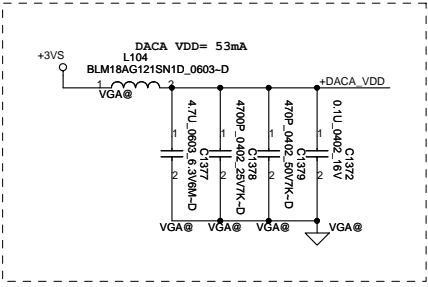 DACA VDD= 53mA
+3VS
L104
BLM18AG121SN1D_0603~D
1
2
VGA@
+DACA_VDD
4.7U_0603_6.3V6M~D
C1377
1
2
VGA@
4700P_0402_25V7K~D
C1378
1
2
VGA@
470P_0402_50V7K~D
C1379
1
2
VGA@
0.1U_0402_16V
C1372
1
2
VGA@